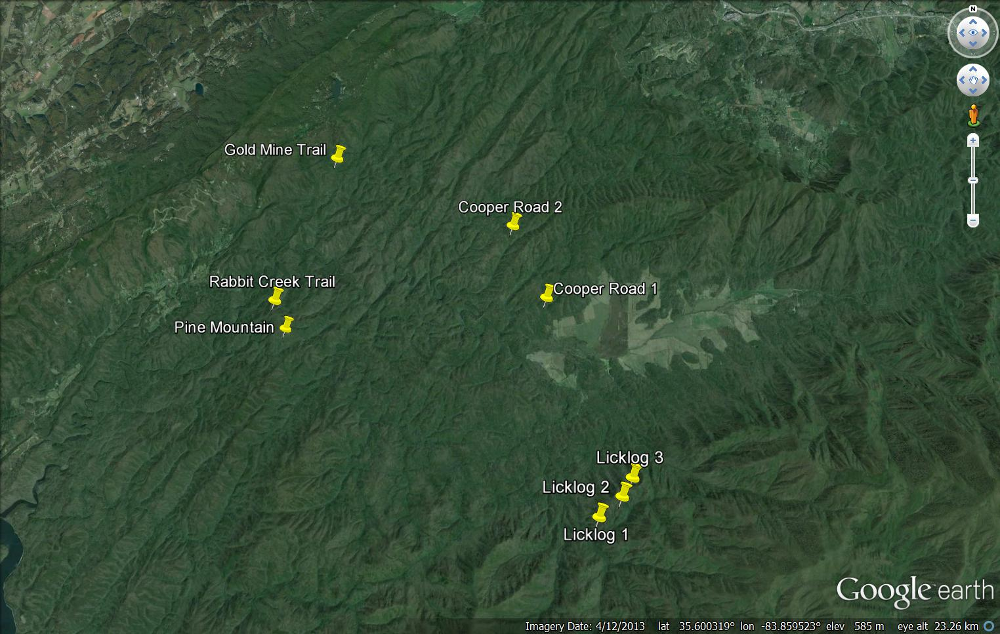 N
Gold Mine Trail
Cooper Road 2
Rabbit Creek Trail
Cooper Road 1
Pine Mountain
Licklog 3
Licklog 2
Licklog 1
Google earth
Imagery Date: 4/12/2013 lat 35.600319° lon -83.859523° elev 585 m eye alt 23.26 km